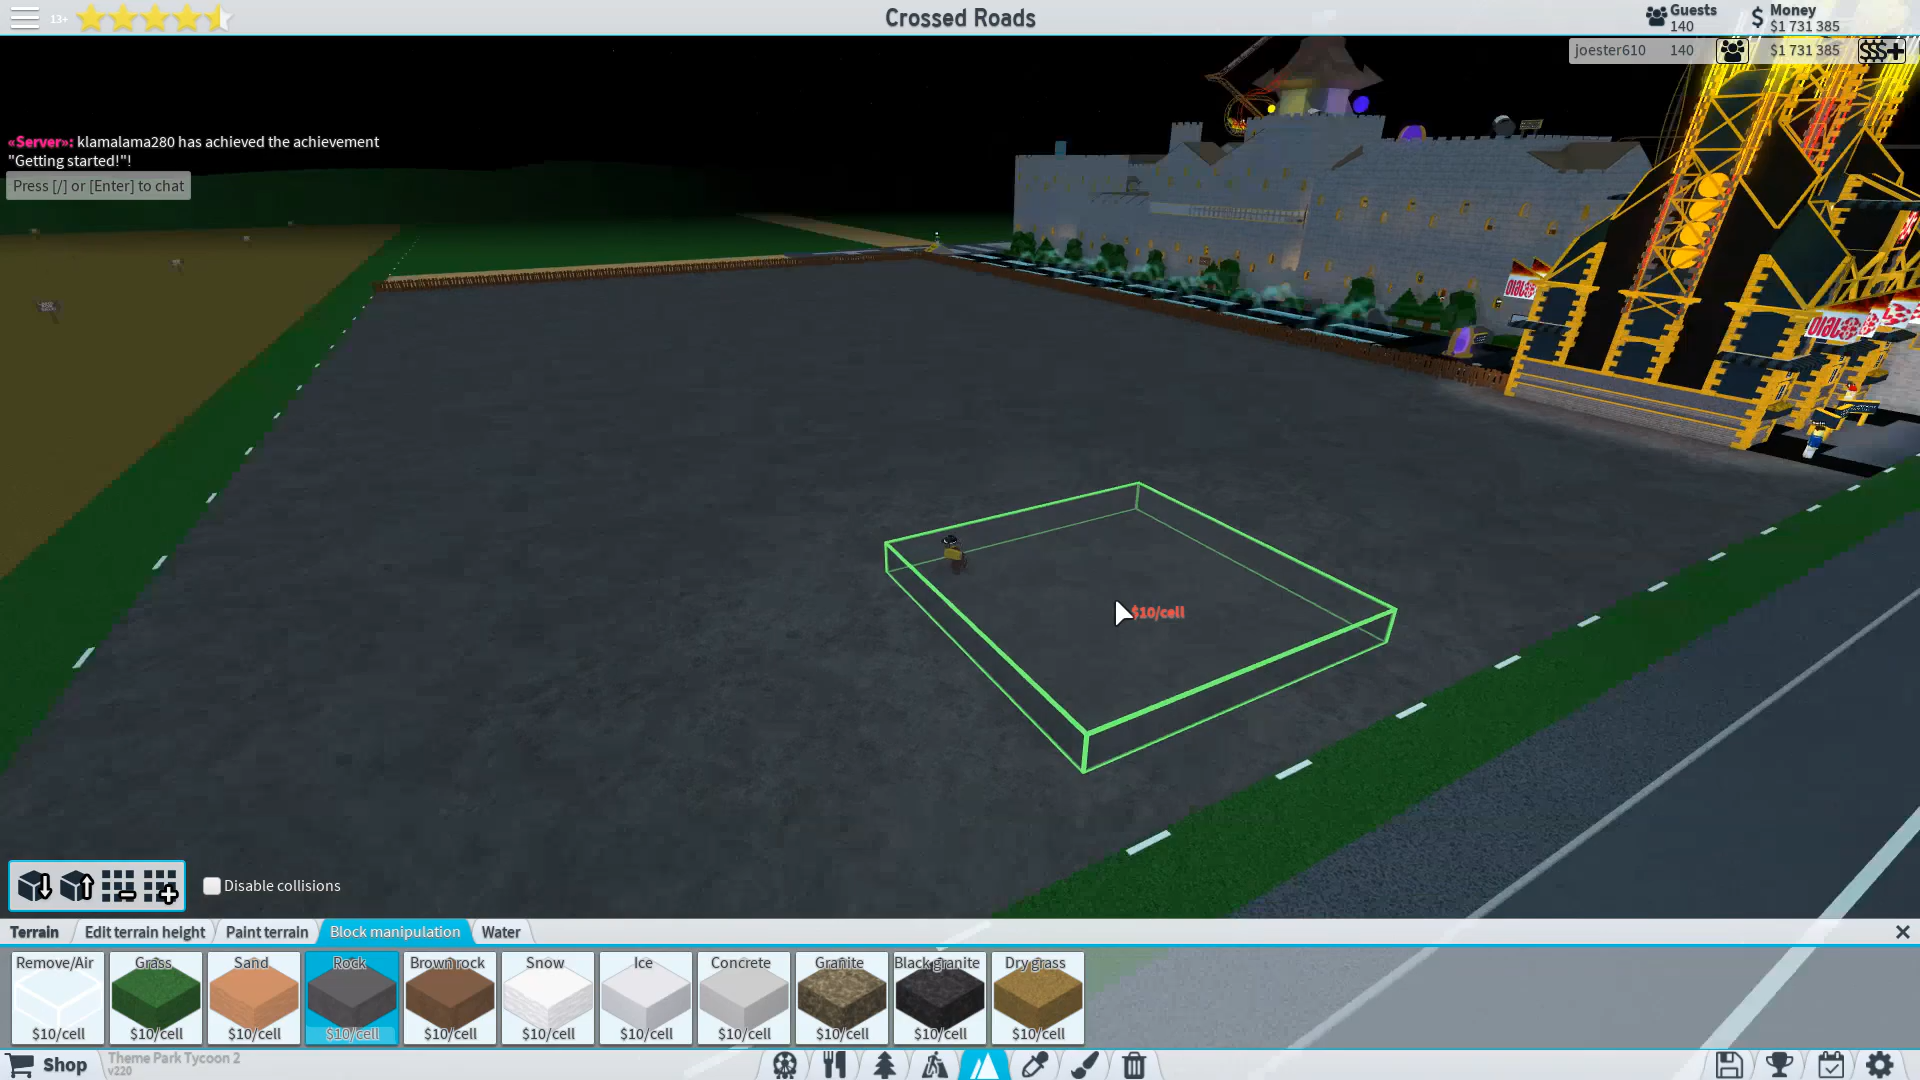 13+
Crossed Roads
Guests
140
Money
$1 731 385
joester610 140 $1 731 385
«Server»: klamalama280 has achieved the achievement
"Getting started!"!
Press [/] or [Enter] to chat
$10/cell
Disable collisions
Terrain Edit terrain height Paint terrain Block manipulation Water
Remove/Air Grass Sand Rock Brown rock Snow Ice Concrete Granite Black granite Dry grass
$10/cell $10/cell $10/cell $10/cell $10/cell $10/cell $10/cell $10/cell $10/cell $10/cell $10/cell
Shop
Theme Park Tycoon 2
v220